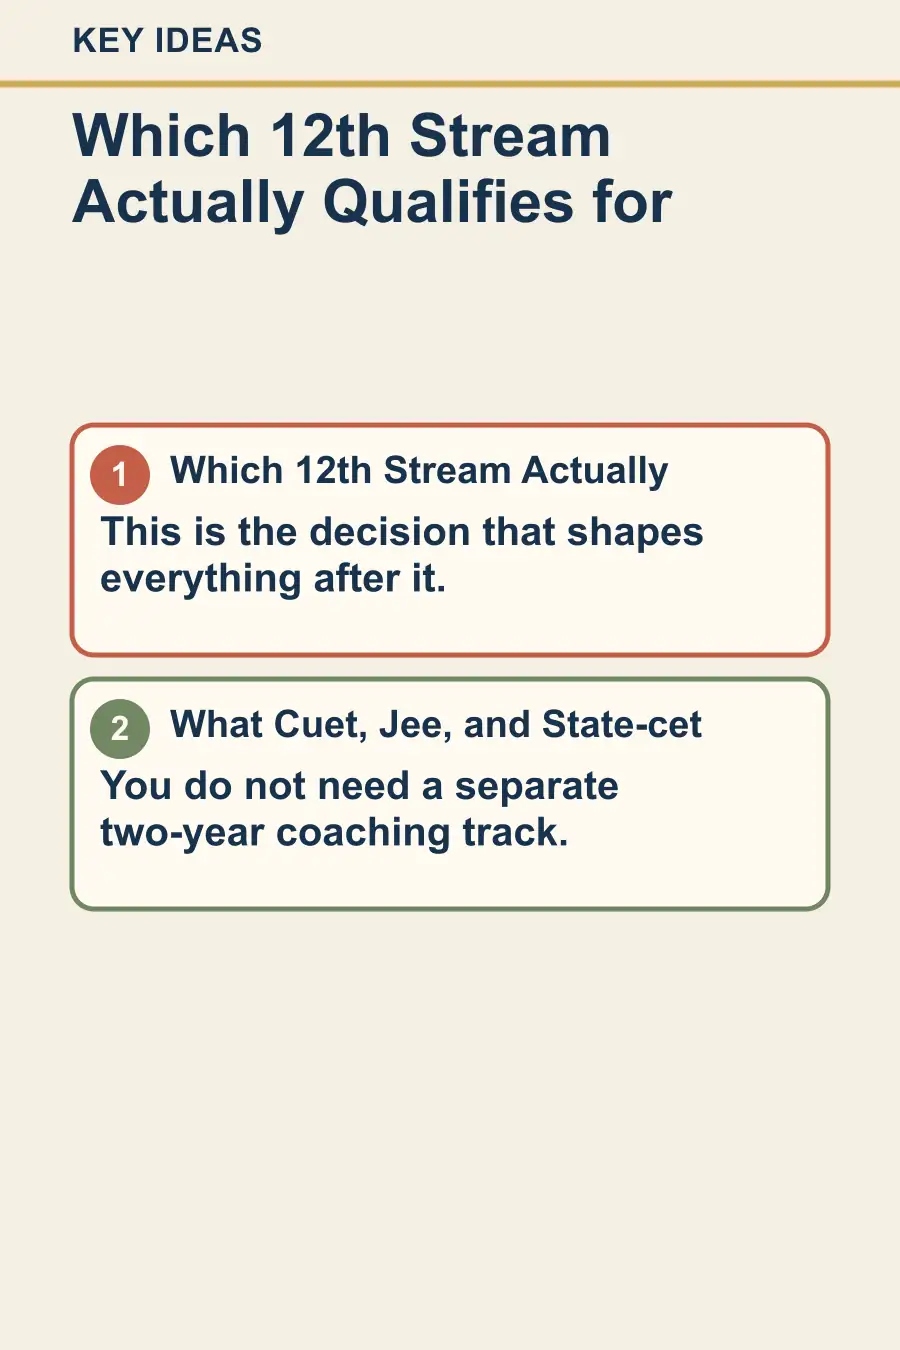 KEY IDEAS
Which 12th Stream
Actually Qualifies for
1
Which 12th Stream Actually
This is the decision that shapes
everything after it.
2
What Cuet, Jee, and State-cet
You do not need a separate
two-year coaching track.